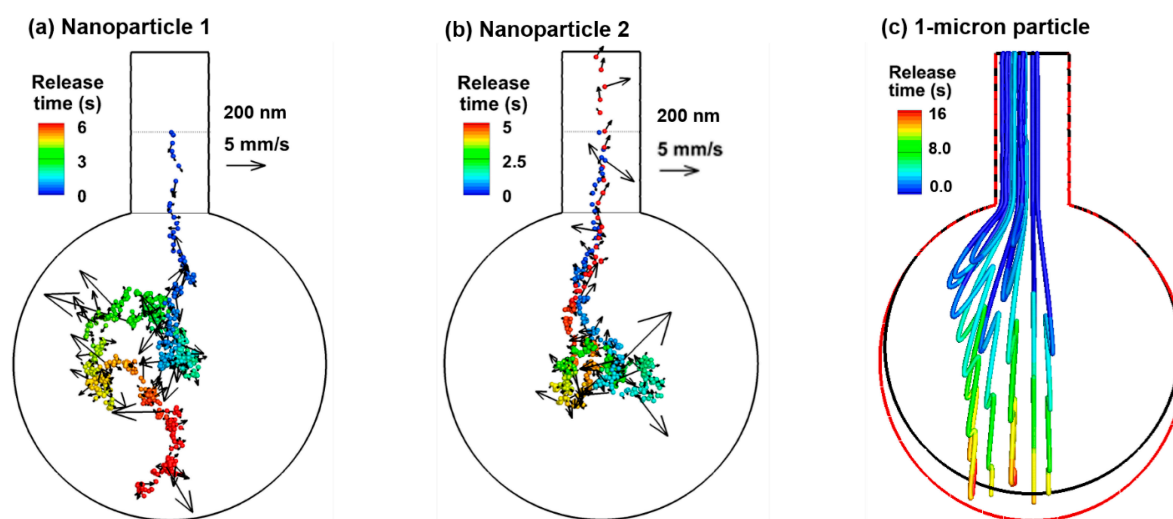 (a) Nanoparticle 1
Release
time (s)
6
3
0
200 nm
5 mm/s
(b) Nanoparticle 2
Release
time (s)
5
2.5
0
200 nm
5 mm/s
(c) 1-micron particle
Release
time (s)
16
8.0
0.0